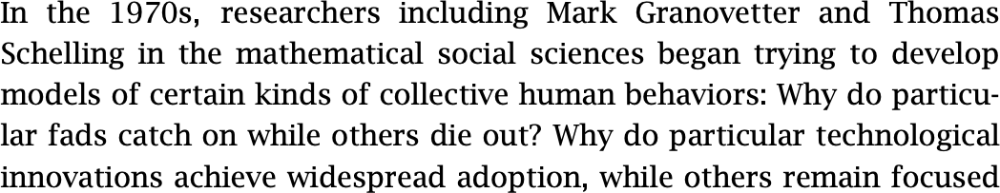 In the 1970s, researchers including Mark Granovetter and Thomas
Schelling in the mathematical social sciences began trying to develop
models of certain kinds of collective human behaviors: Why do particu-
lar fads catch on while others die out? Why do particular technological
innovations achieve widespread adoption, while others remain focused